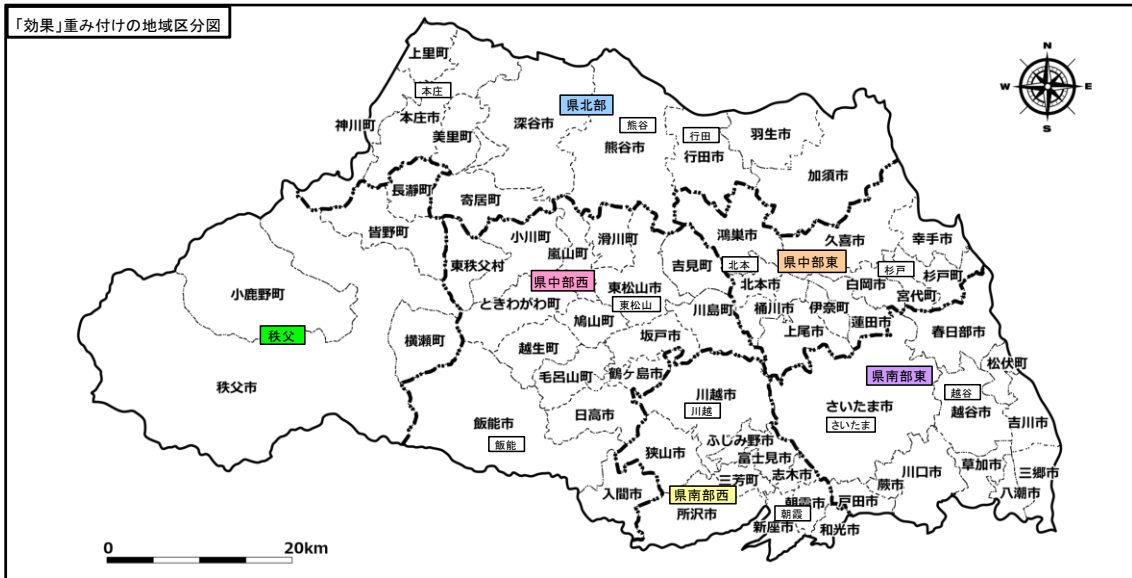 「効果」重み付けの地域区分図
N
W
E
S
上里町
本庄
本庄市
神川町
美里町
深谷市
県北部
熊谷
熊谷市
行田
行田市
羽生市
加須市
長瀞町
寄居町
皆野町
小鹿野町
秩父
秩父市
横瀬町
東秩父村
小川町
嵐山町
滑川町
吉見町
県中部西
東松山市
東松山
ときわがわ町
鳩山町
川島町
越生町
坂戸市
毛呂山町
鶴ヶ島市
日高市
飯能市
飯能
入間市
鴻巣市
久喜市
幸手市
北本
県中部東
杉戸
北本市
白岡市
杉戸町
宮代町
桶川市
伊奈町
上尾市
蓮田市
春日部市
松伏町
県南部東
越谷
さいたま市
さいたま
越谷市
吉川市
川越市
川越
ふじみ野市
狭山市
富士見市
三芳町
志木市
県南部西
所沢市
朝霞市
朝霞
新座市
和光市
戸田市
蕨市
川口市
草加市
三郷市
八潮市
0
20km